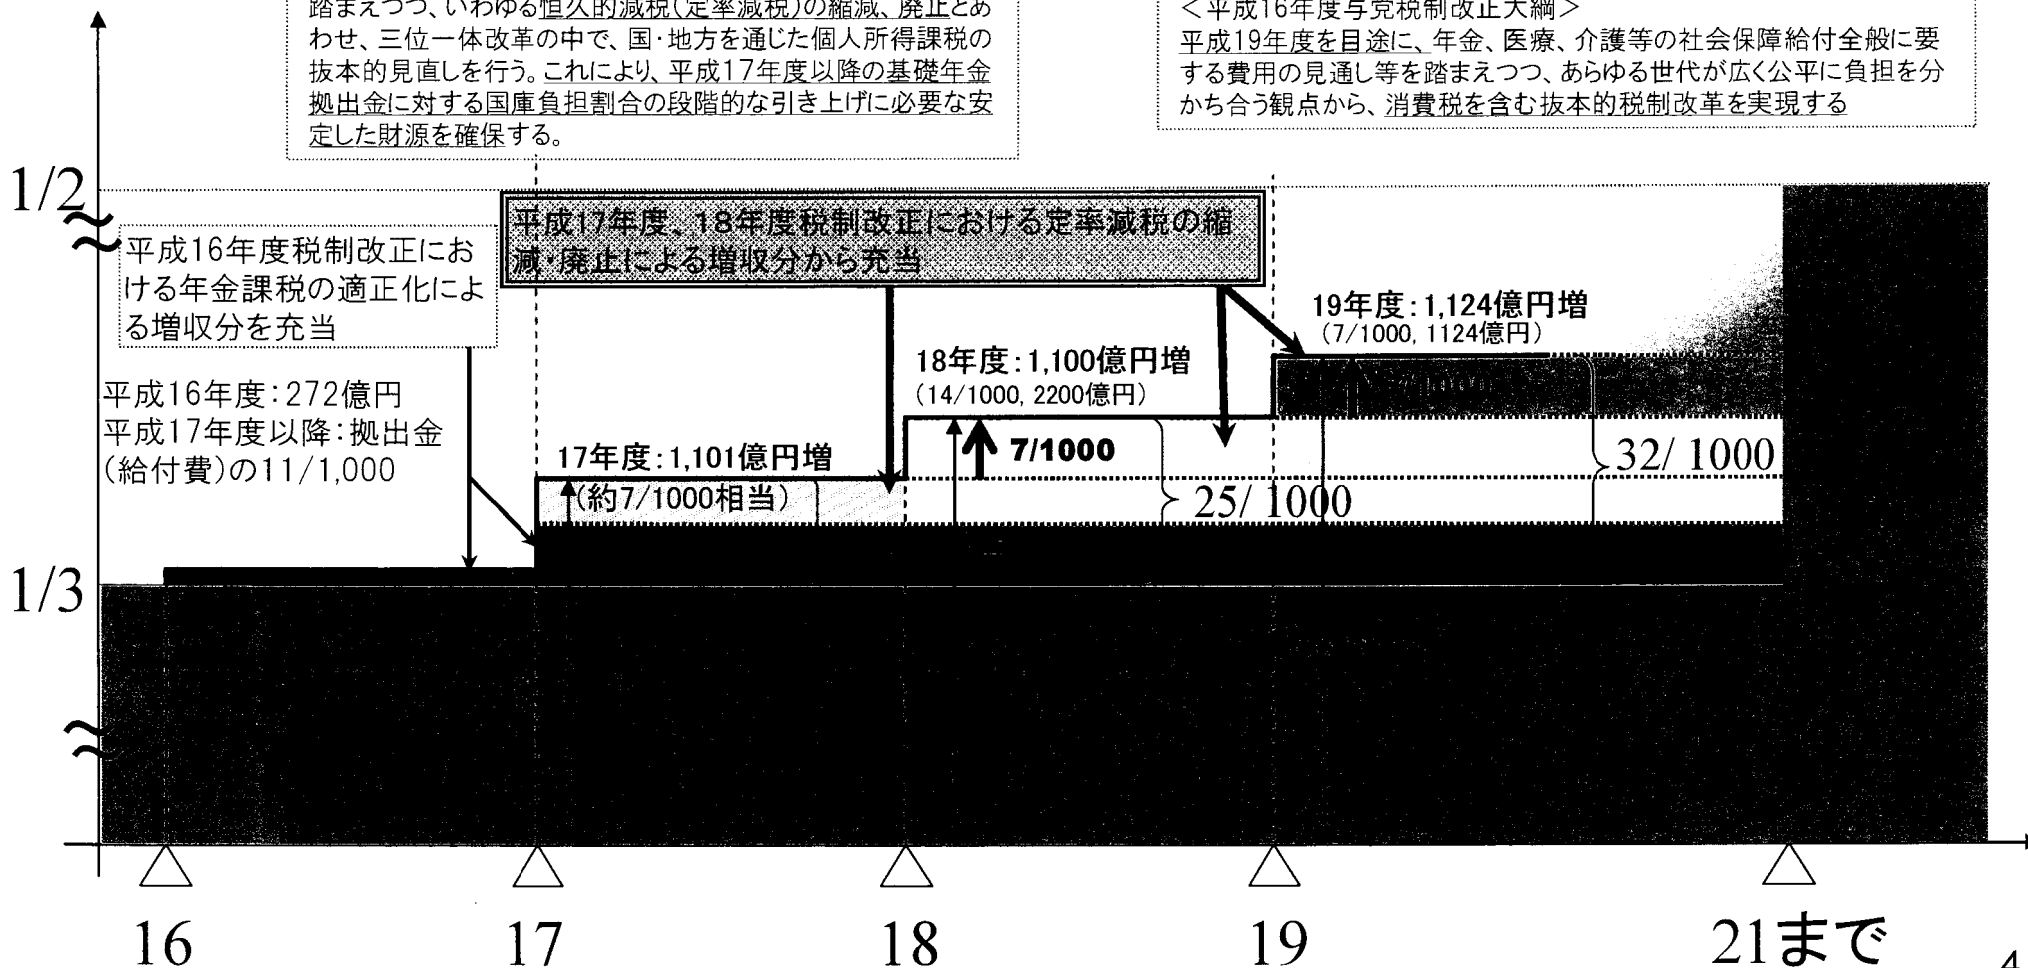 踏まえつつ、いわゆる恒久的減税(定率減税)の縮減、廃止とあ
わせ、三位一体改革の中で、国・地方を通じた個人所得課税の
抜本的見直しを行う。これにより、平成17年度以降の基礎年金
拠出金に対する国庫負担割合の段階的な引き上げに必要な安
定した財源を確保する。
<平成16年度与党税制改正大綱>
平成19年度を目途に、年金、医療、介護等の社会保障給付全般に要
する費用の見通し等を踏まえつつ、あらゆる世代が広く公平に負担を分
かち合う観点から、消費税を含む抜本的税制改革を実現する
1/2
平成17年度、18年度税制改正における定率減税の縮
減・廃止による増収分から充当
平成16年度税制改正にお
ける年金課税の適正化によ
る増収分を充当
19年度:1,124億円増
(7/1000, 1124億円)
18年度:1,100億円増
(14/1000, 2200億円)
平成16年度:272億円
平成17年度以降:拠出金
(給付費)の11/1,000
17年度:1,101億円増
(約7/1000相当)
7/1000
25/ 1000
32/ 1000
1/3
16
17
18
19
21まで
4